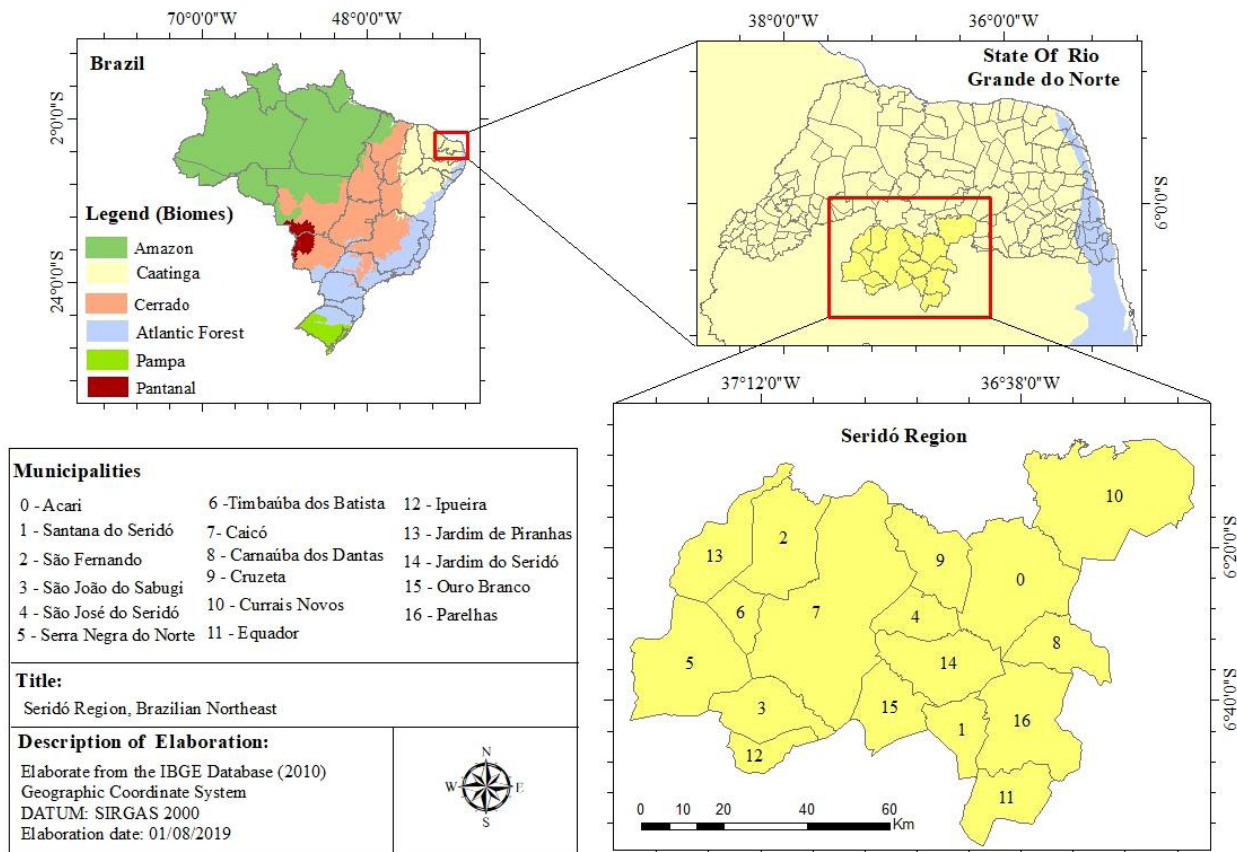 70°0'0"W
48°0'0"W
Brazil
2°0'0"S
24°0'0"S
Legend (Biomes)
Amazon
Caatinga
Cerrado
Atlantic Forest
Pampa
Pantanal
38°0'0"W
36°0'0"W
State Of Rio
Grande do Norte
6°0'0"S
37°12'0"W
36°38'0"W
Seridó Region
10
13
2
9
0
6
7
4
8
5
14
3
15
1
16
12
11
6°20'0"S
6°40'0"S
0 10 20 40 60
Km
Municipalities
0 - Acari
1 - Santana do Seridó
2 - São Fernando
3 - São João do Sabugi
4 - São José do Seridó
5 - Serra Negra do Norte
6 -Timbaúba dos Batista
7- Caicó
8 - Carnaúba dos Dantas
9 - Cruzeta
10 - Currais Novos
11 - Equador
12 - Ipueira
13 - Jardim de Piranhas
14 - Jardim do Seridó
15 - Ouro Branco
16 - Parelhas
Title:
Seridó Region, Brazilian Northeast
Description of Elaboration:
Elaborate from the IBGE Database (2010)
Geographic Coordinate System
DATUM: SIRGAS 2000
Elaboration date: 01/08/2019
N
W E
S